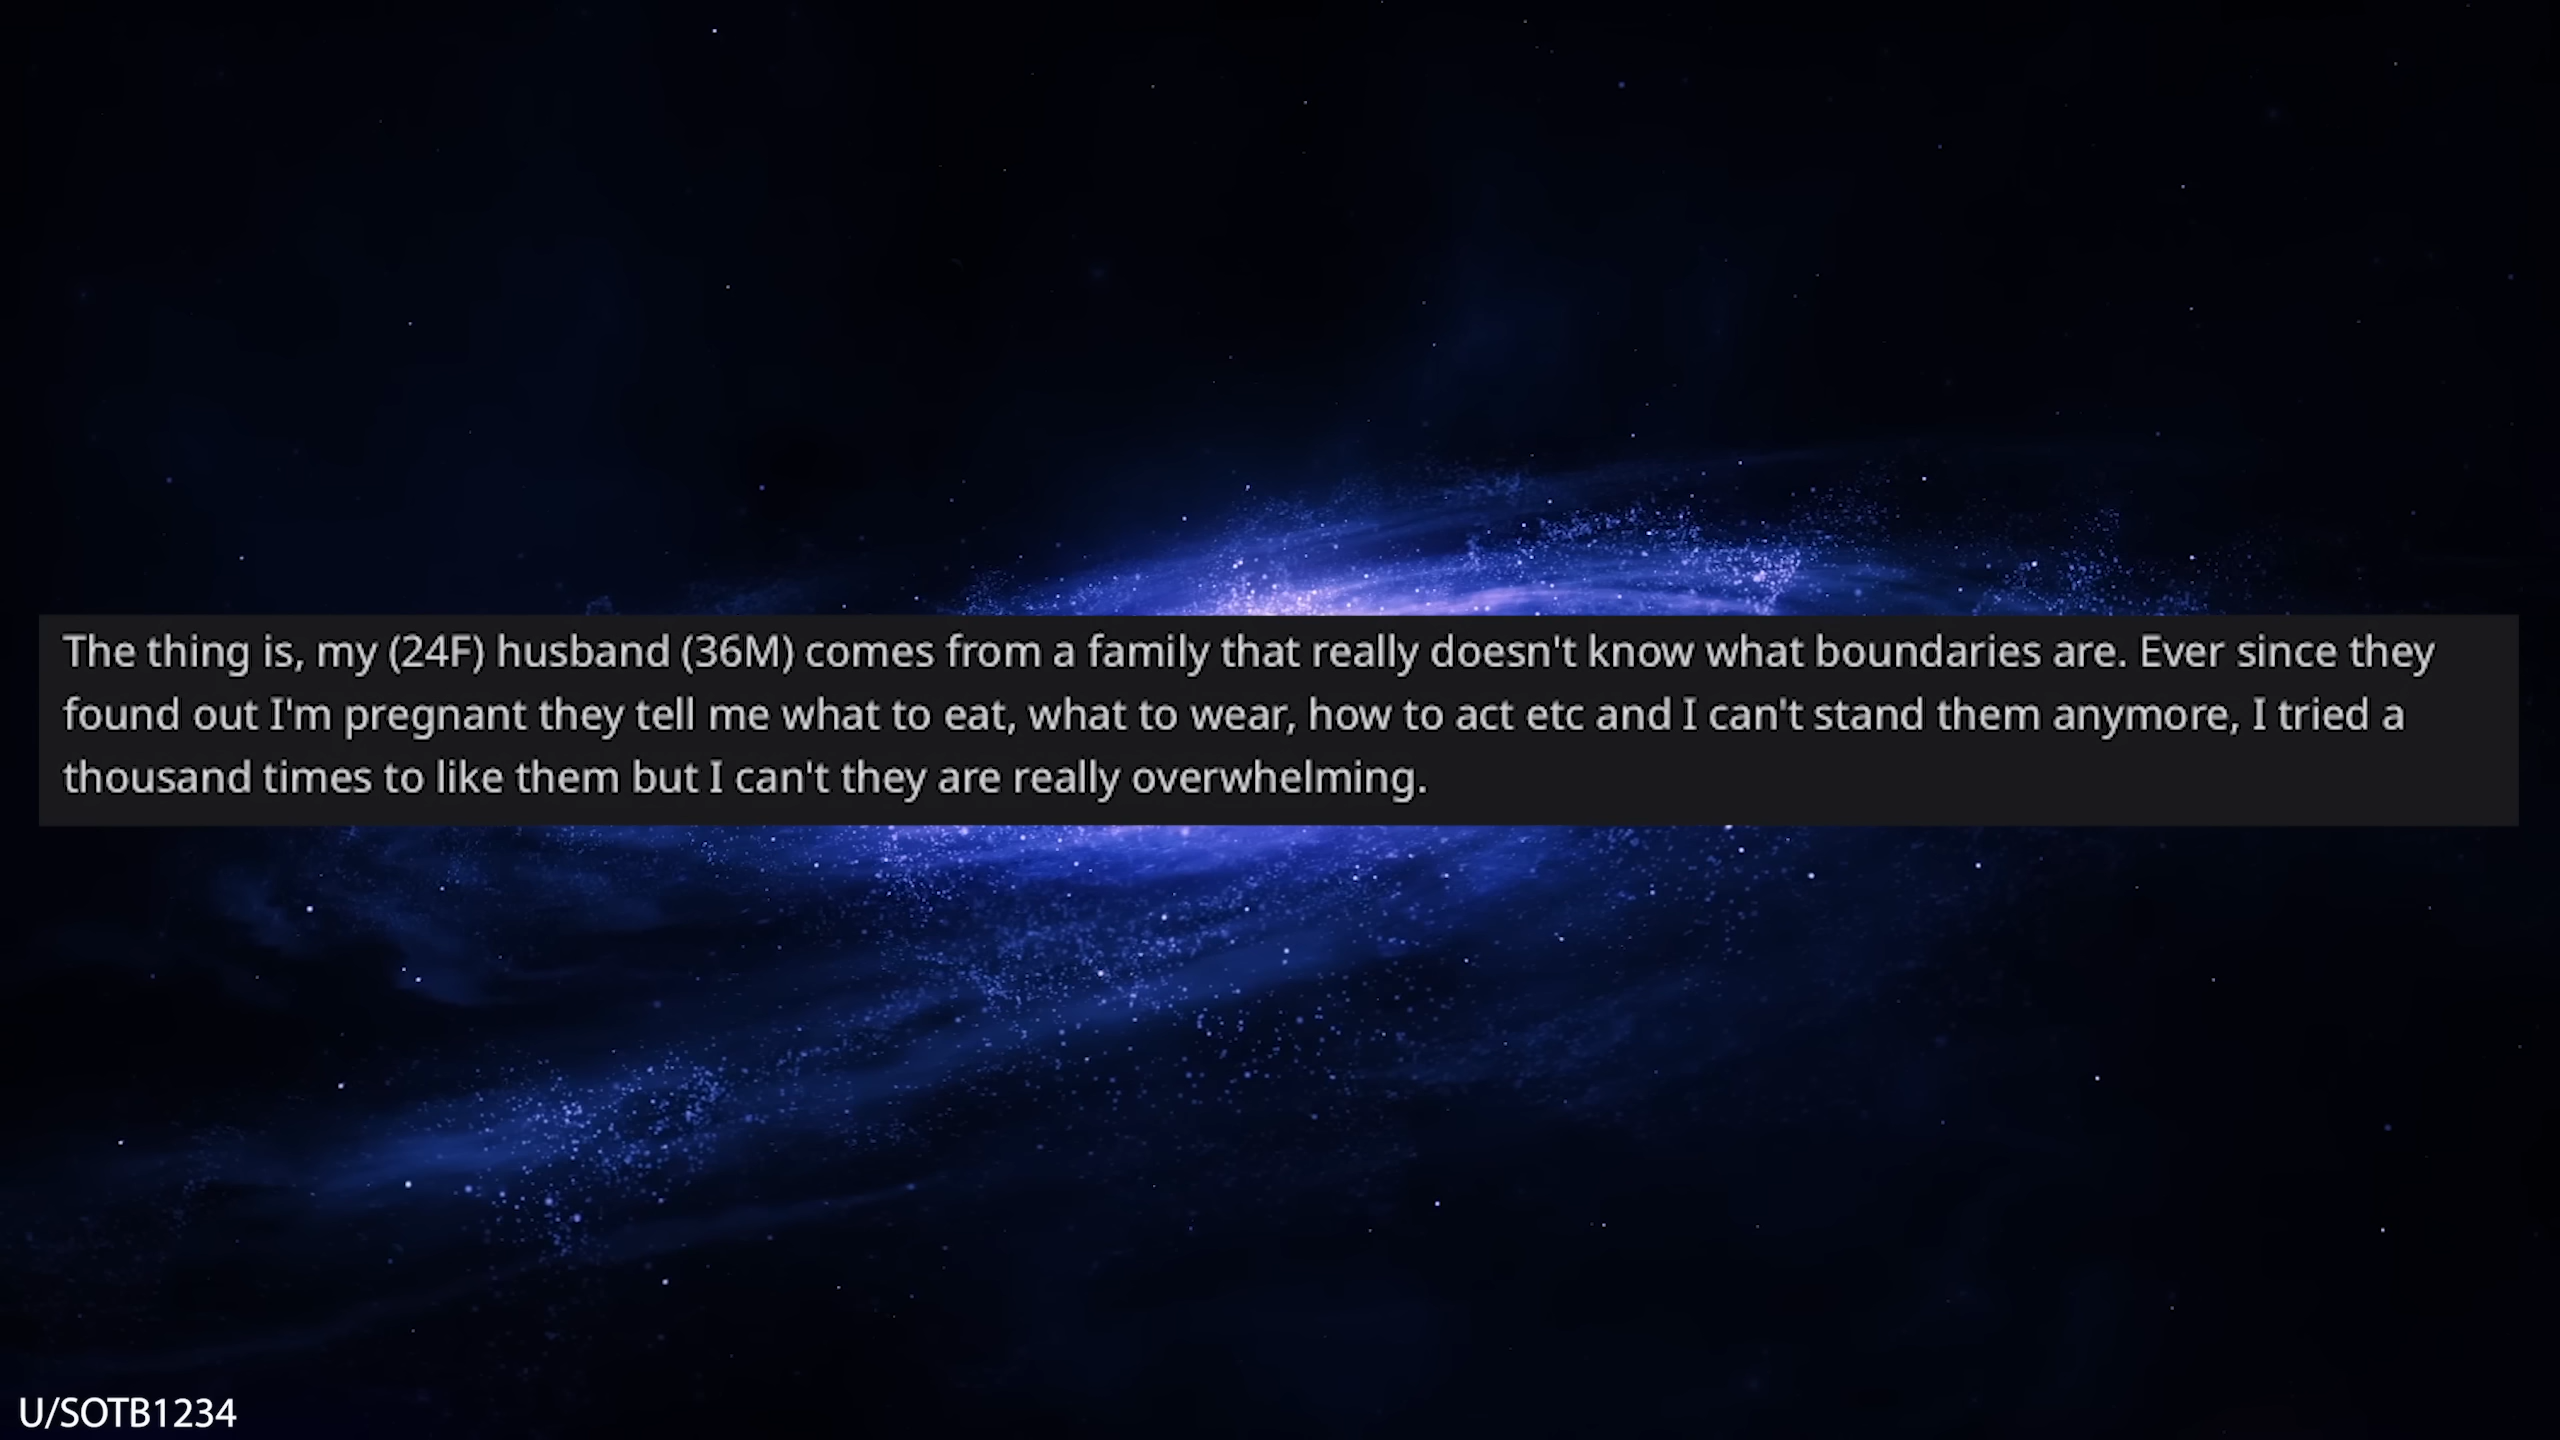 The thing is, my (24F) husband (36M) comes from a family that really doesn't know what boundaries are. Ever since they
found out I'm pregnant they tell me what to eat, what to wear, how to act etc and I can't stand them anymore, I tried a
thousand times to like them but I can't they are really overwhelming.
U/SOTB1234